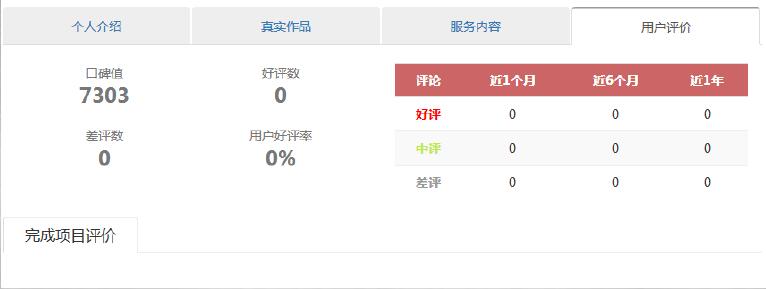 个人介绍 真实作品 服务内容 用户评价
口碑值 好评数
7303 0
差评数 用户好评率
0 0%
评论 近1个月 近6个月 近1年
好评 0 0 0
中评 0 0 0
差评 0 0 0
完成项目评价